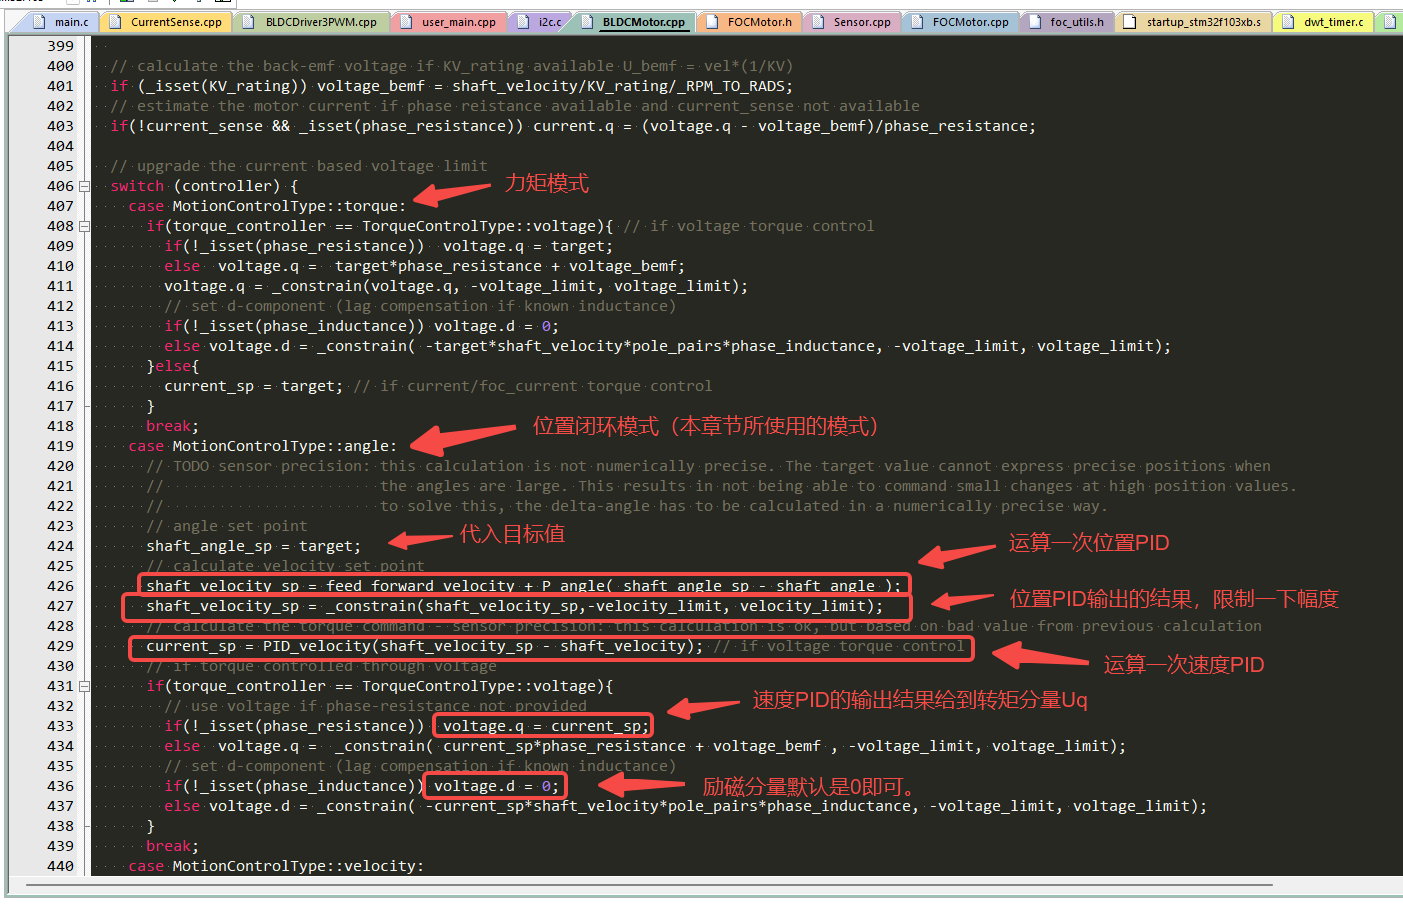 main.c CurrentSense.cpp BLDCDriver3PWM.cpp user_main.cpp i2c.c BLDCMotor.cpp FOCMotor.h Sensor.cpp FOCMotor.cpp foc_utils.h startup_stm32f103xb.s dwt_timer.c
399
400 // calculate the back-emf voltage if KV_rating available U_bemf = vel*(1/KV)
401 if (_isset(KV_rating)) voltage_bemf = shaft_velocity/KV_rating/_RPM_TO_RADS;
402 // estimate the motor current if phase reistance available and current_sense not available
403 if(!current_sense && _isset(phase_resistance)) current.q = (voltage.q - voltage_bemf)/phase_resistance;
404
405 // upgrade the current based voltage limit
406 switch (controller) {
力矩模式
407 case MotionControlType::torque:
408 if(torque_controller == TorqueControlType::voltage){ // if voltage torque control
409 if(!_isset(phase_resistance)) voltage.q = target;
410 else voltage.q = target*phase_resistance + voltage_bemf;
411 voltage.q = _constrain(voltage.q, -voltage_limit, voltage_limit);
412 // set d-component (lag compensation if known inductance)
413 if(!_isset(phase_inductance)) voltage.d = 0;
414 else voltage.d = _constrain( -target*shaft_velocity*pole_pairs*phase_inductance, -voltage_limit, voltage_limit);
415 }else{
416 current_sp = target; // if current/foc_current torque control
417 }
418 break;
位置闭环模式（本章节所使用的模式）
419 case MotionControlType::angle:
420 // TODO sensor precision: this calculation is not numerically precise. The target value cannot express precise positions when
421 // the angles are large. This results in not being able to command small changes at high position values.
422 // to solve this, the delta-angle has to be calculated in a numerically precise way.
423 // angle set point
代入目标值
424 shaft_angle_sp = target;
运算一次位置PID
425 // calculate velocity set point
426 shaft_velocity_sp = feed_forward_velocity + P_angle( shaft_angle_sp - shaft_angle );
427 shaft_velocity_sp = _constrain(shaft_velocity_sp,-velocity_limit, velocity_limit);
位置PID输出的结果，限制一下幅度
428 // calculate the torque command - sensor precision: this calculation is ok, but based on bad value from previous calculation
429 current_sp = PID_velocity(shaft_velocity_sp - shaft_velocity); // if voltage torque control
运算一次速度PID
430 // if torque controlled through voltage
431 if(torque_controller == TorqueControlType::voltage){
速度PID的输出结果给到转矩分量Uq
432 // use voltage if phase-resistance not provided
433 if(!_isset(phase_resistance)) voltage.q = current_sp;
434 else voltage.q = _constrain( current_sp*phase_resistance + voltage_bemf , -voltage_limit, voltage_limit);
435 // set d-component (lag compensation if known inductance)
436 if(!_isset(phase_inductance)) voltage.d = 0;
励磁分量默认是0即可。
437 else voltage.d = _constrain( -current_sp*shaft_velocity*pole_pairs*phase_inductance, -voltage_limit, voltage_limit);
438 }
439 break;
440 case MotionControlType::velocity: